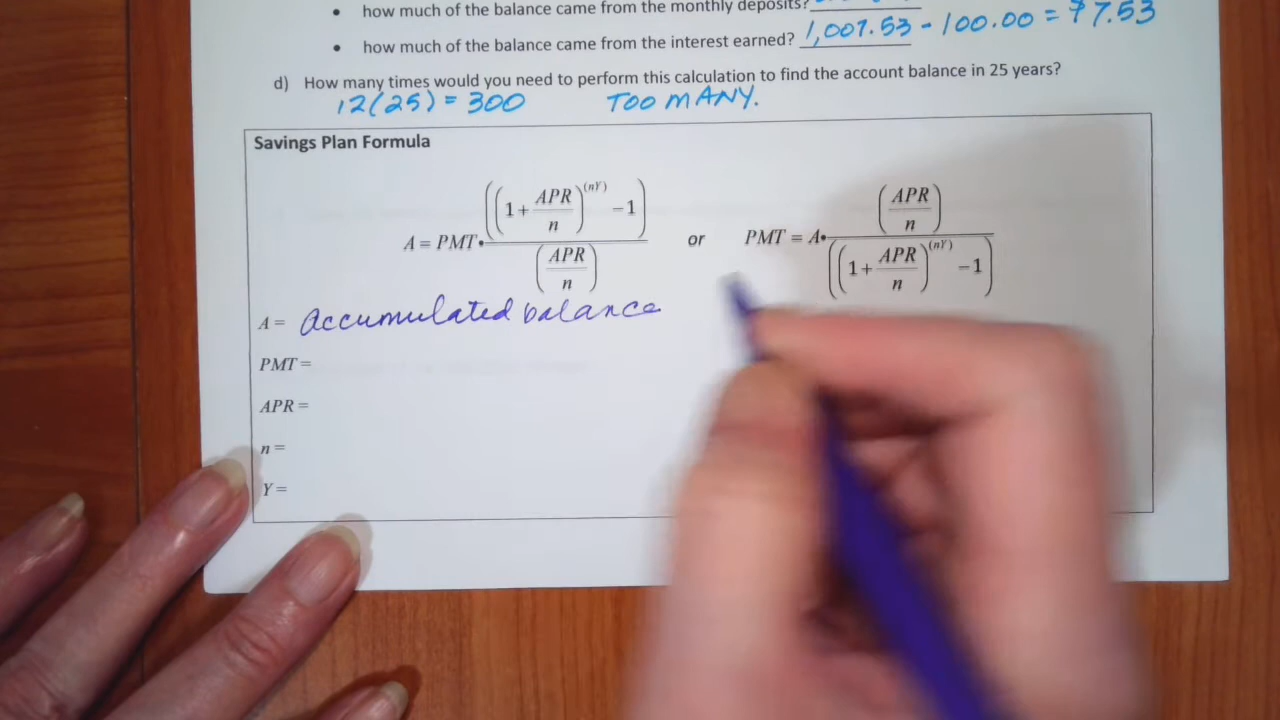 • how much of the balance came from the monthly deposits?
• how much of the balance came from the interest earned? 1,007.53 - 100.00 = $7.53
d) How many times would you need to perform this calculation to find the account balance in 25 years?
12(25) = 300 TOO MANY.
Savings Plan Formula
A = PMT • ((1 + APR/n)^(nY) − 1) / (APR/n) or PMT = A • (APR/n) / ((1 + APR/n)^(nY) − 1)
A = accumulated balance
PMT =
APR =
n =
Y =